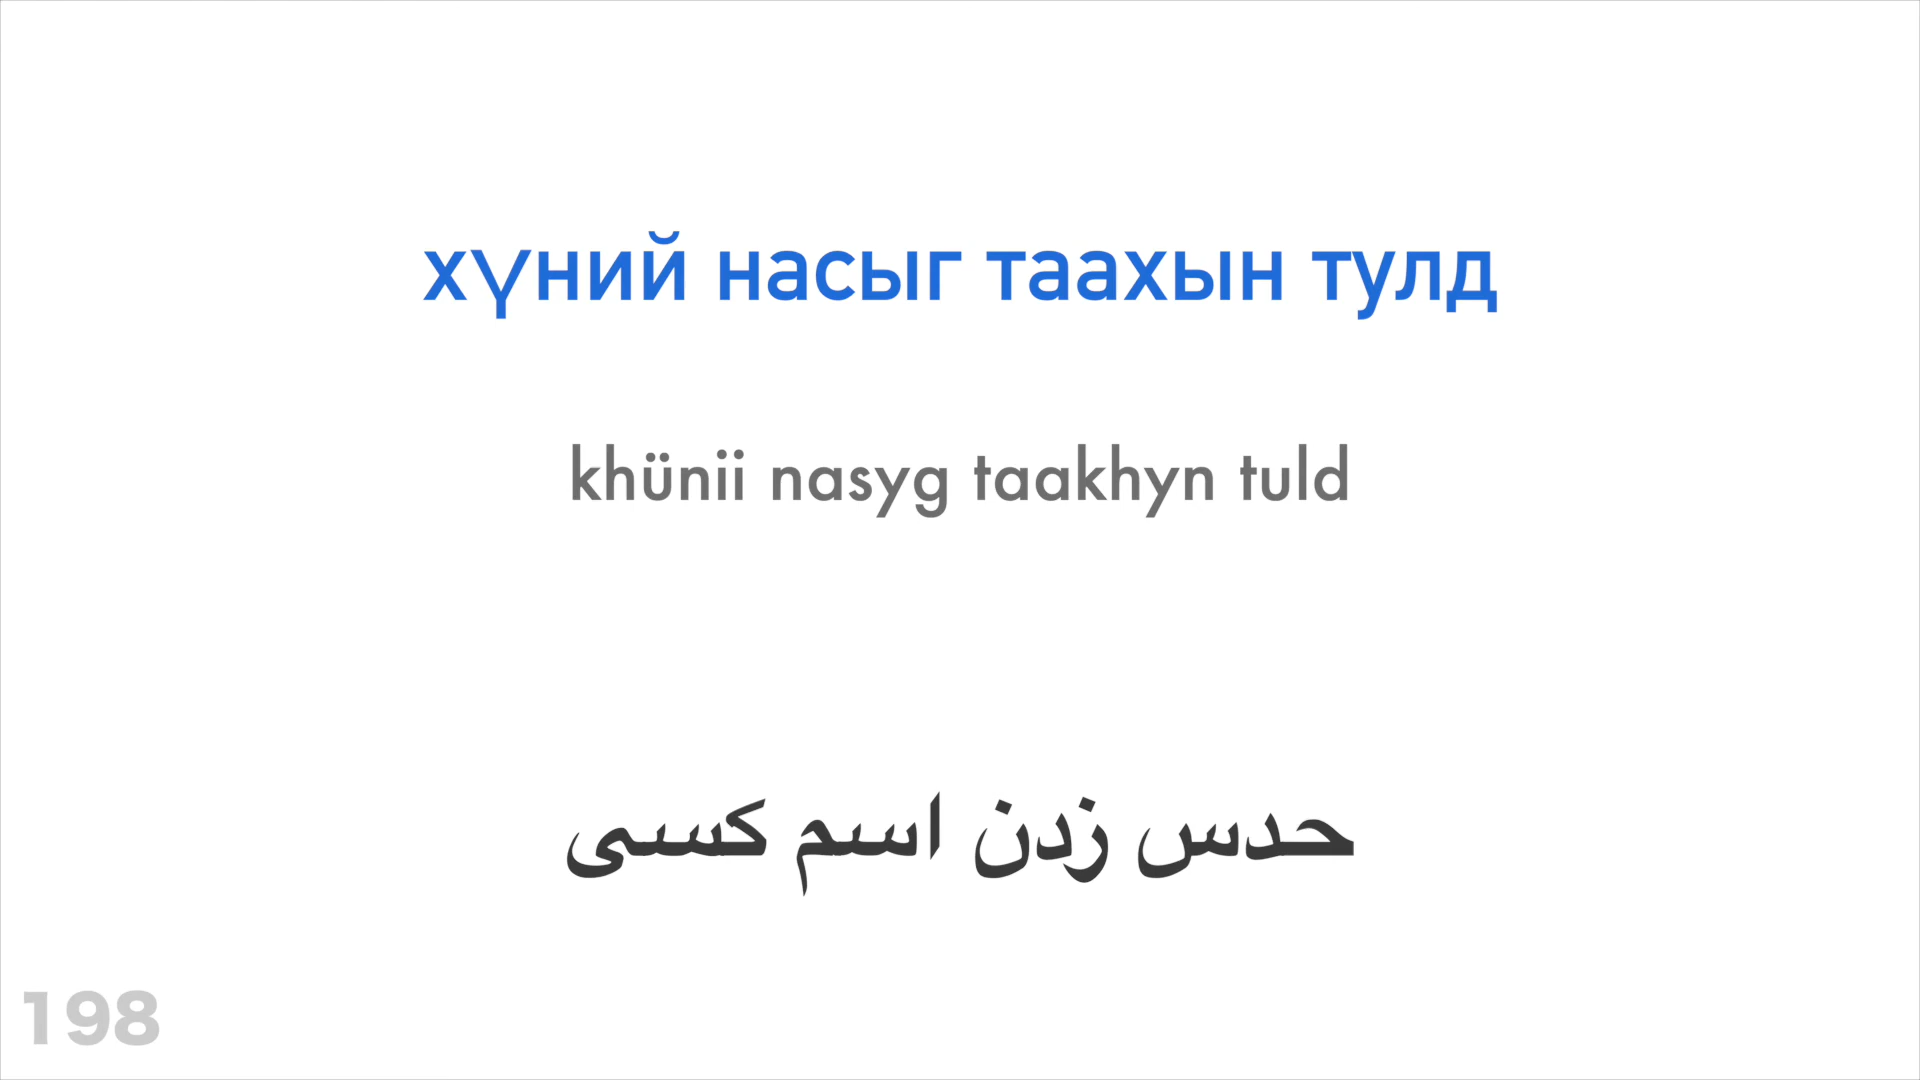 хүний насыг таахын тулд
khünii nasyg taakhyn tuld
حدس زدن اسم کسی
198